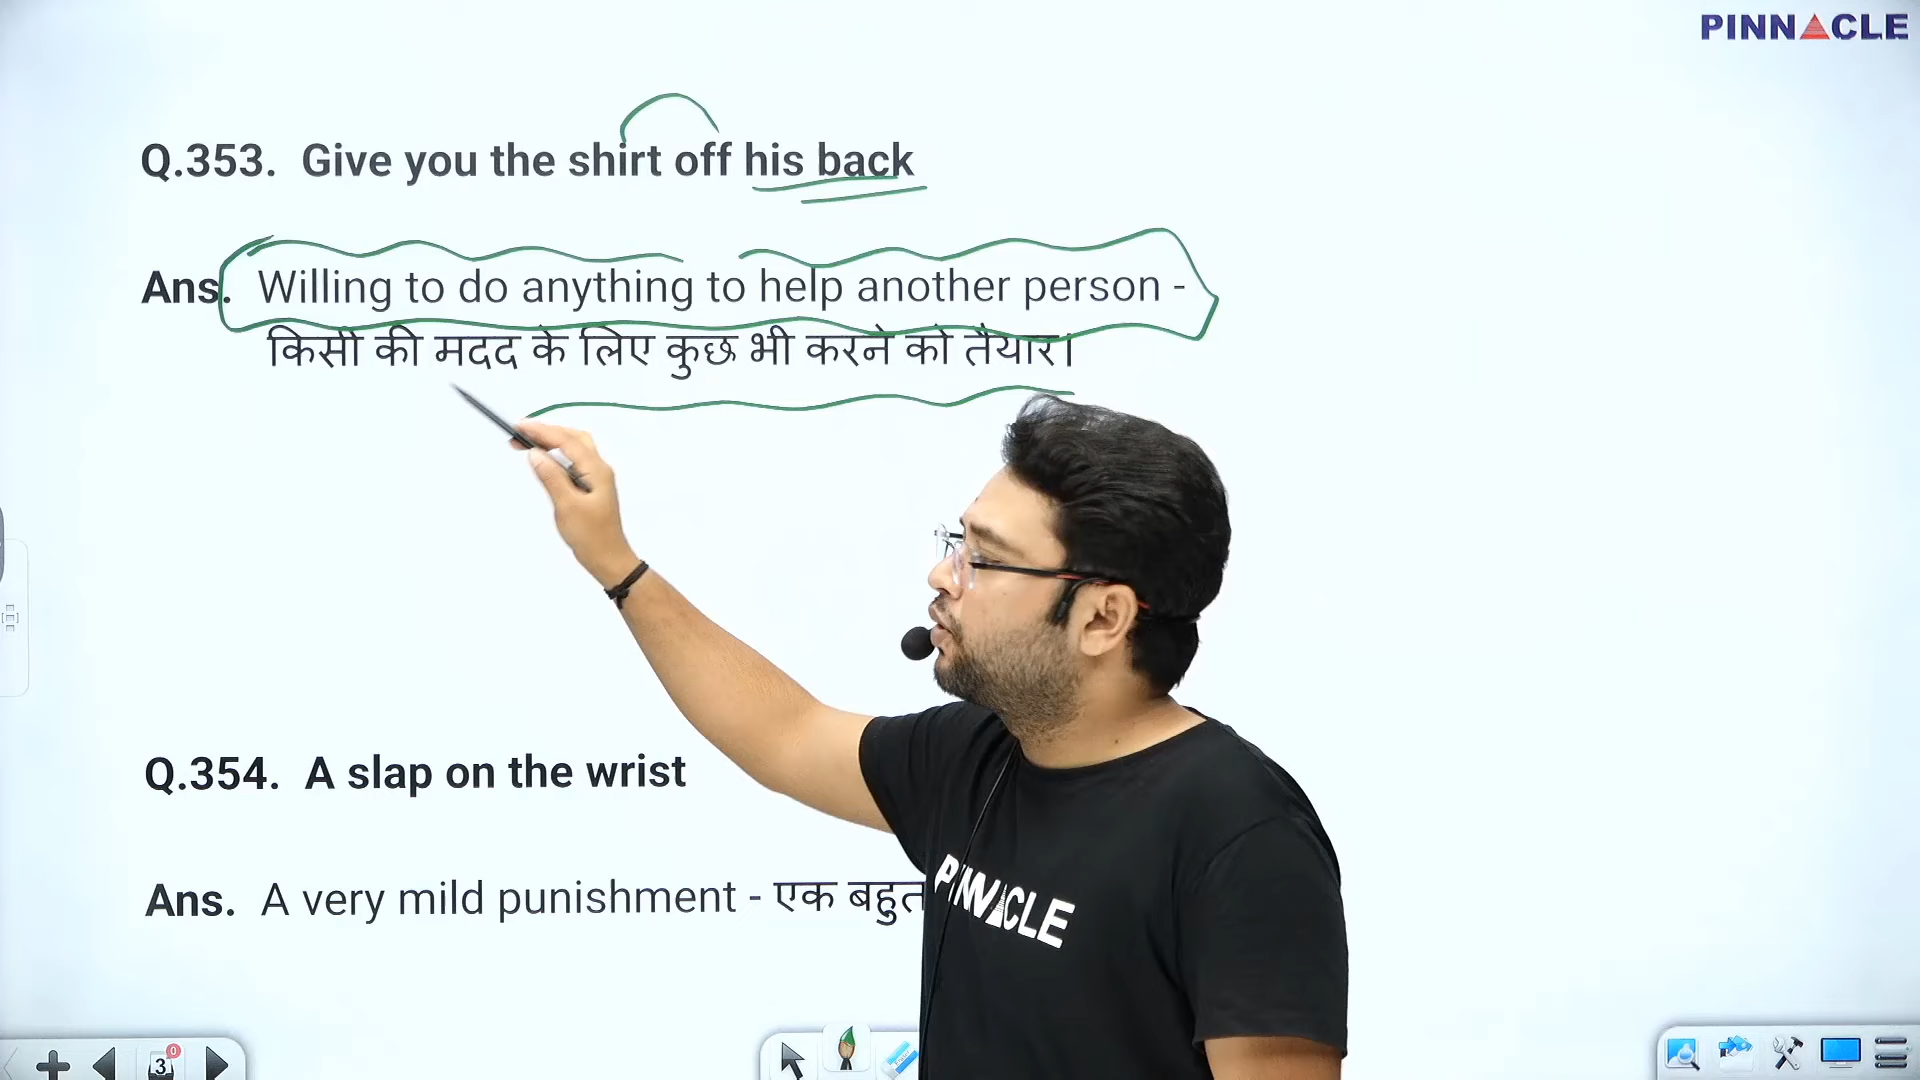 PINNACLE
Q.353. Give you the shirt off his back
Ans. Willing to do anything to help another person -
किसी की मदद के लिए कुछ भी करने को तैयार।
Q.354. A slap on the wrist
Ans. A very mild punishment - एक बहुत
PINNACLE
3
0